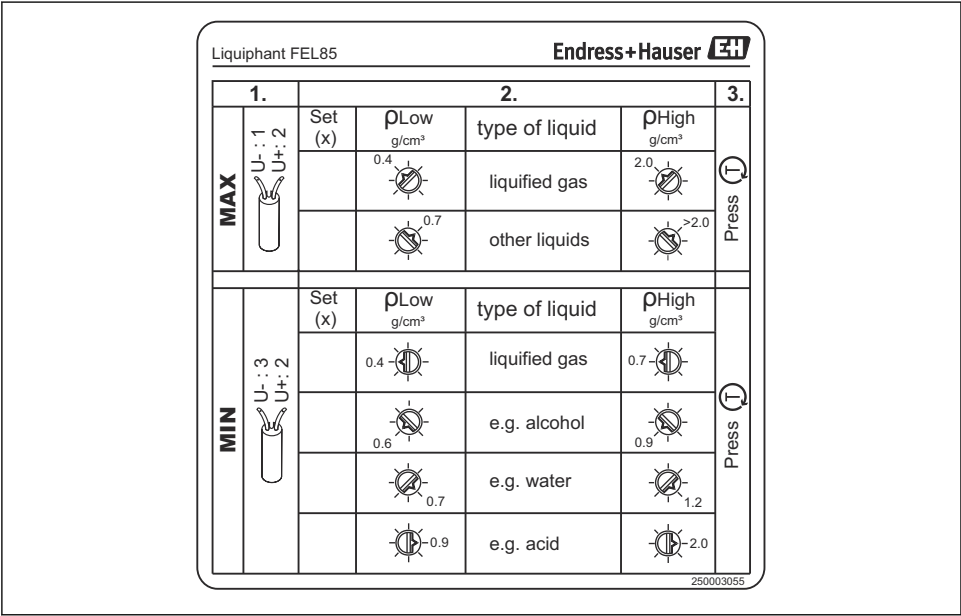 Liquiphant FEL85
Endress+Hauser EH
1. 2. 3.
MAX
U- : 1
U+: 2
Set (x)
ρLow g/cm³
type of liquid
ρHigh g/cm³
0.4 liquified gas 2.0
0.7 other liquids >2.0
Press T
MIN
U- : 3
U+: 2
Set (x)
ρLow g/cm³
type of liquid
ρHigh g/cm³
0.4 liquified gas 0.7
0.6 e.g. alcohol 0.9
0.7 e.g. water 1.2
0.9 e.g. acid 2.0
Press T
250003055